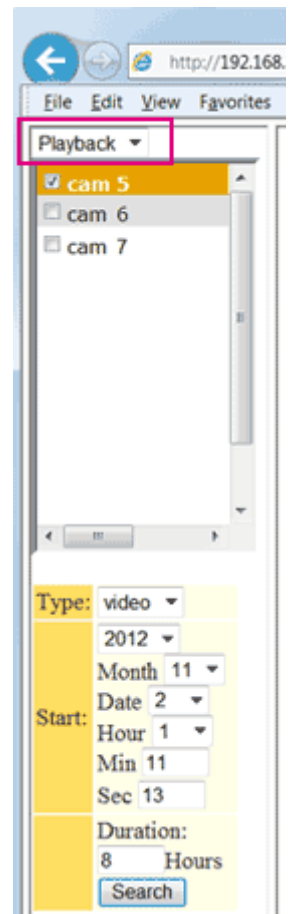 http://192.168.
File Edit View Favorites
Playback
cam 5
cam 6
cam 7
Type: video
2012
Month 11
Date 2
Start: Hour 1
Min 11
Sec 13
Duration:
8 Hours
Search